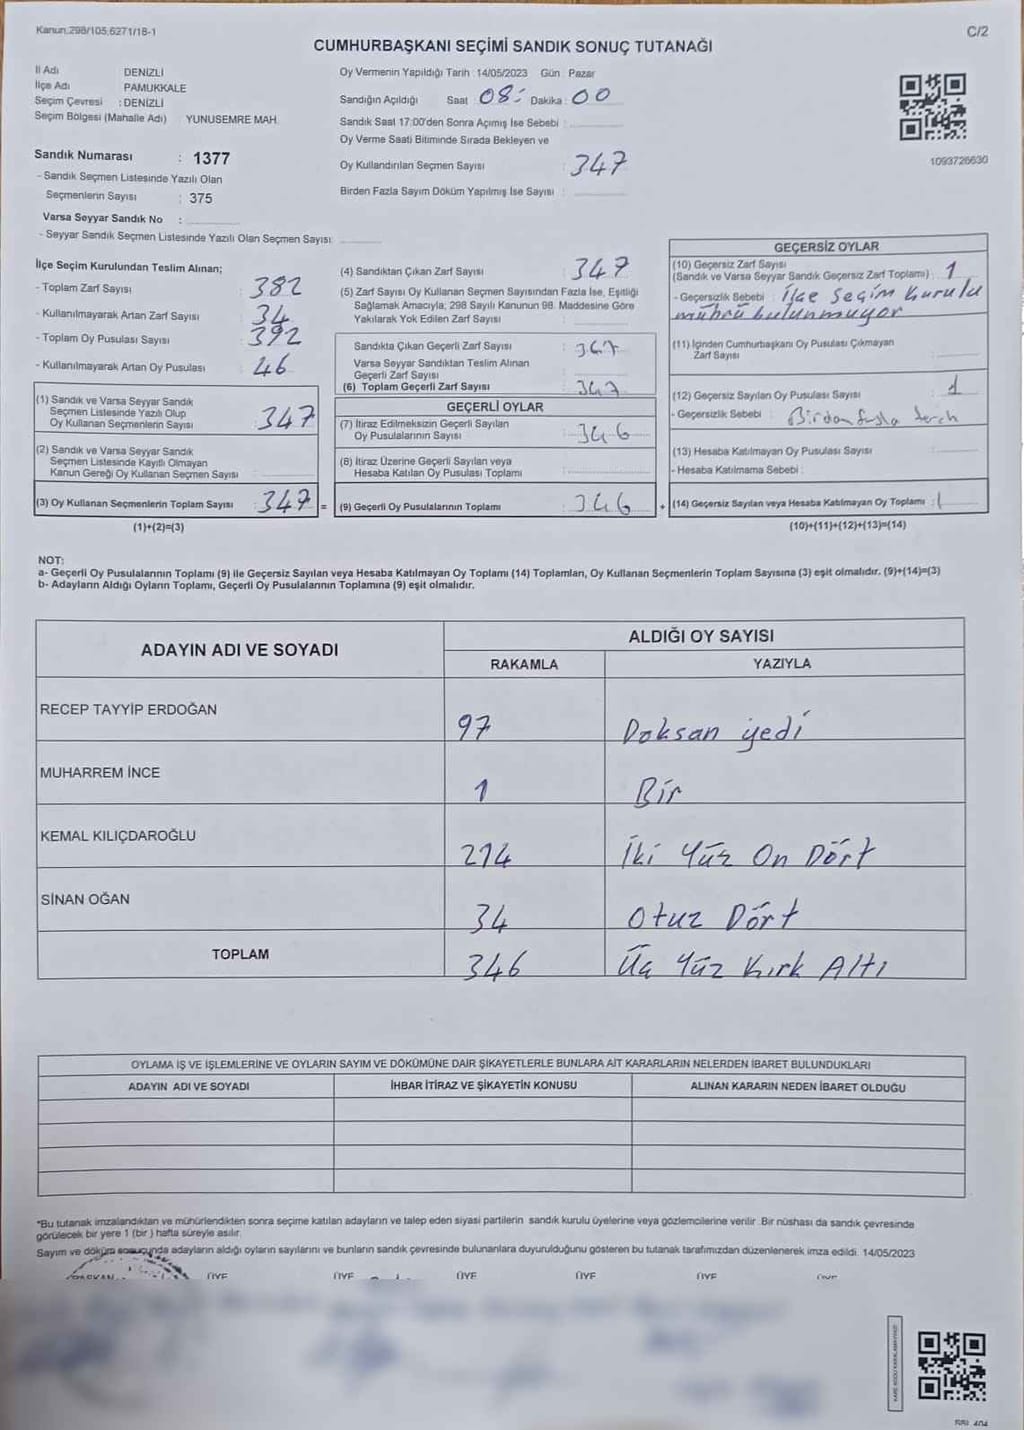 Kanun.298/105,6271/18-1
C/2
CUMHURBAŞKANI SEÇİMİ SANDIK SONUÇ TUTANAĞI
İl Adı DENİZLİ
İlçe Adı PAMUKKALE
Seçim Çevresi : DENİZLİ
Seçim Bölgesi (Mahalle Adı) YUNUSEMRE MAH.
Sandık Numarası : 1377
- Sandık Seçmen Listesinde Yazılı Olan
Seçmenlerin Sayısı : 375
Varsa Seyyar Sandık No :
- Seyyar Sandık Seçmen Listesinde Yazılı Olan Seçmen Sayısı:
Oy Vermenin Yapıldığı Tarih : 14/05/2023 Gün : Pazar
Sandığın Açıldığı Saat : 08: Dakika : 00
Sandık Saat 17:00'den Sonra Açımış İse Sebebi :
Oy Verme Saati Bitiminde Sırada Bekleyen ve
Oy Kullandırılan Seçmen Sayısı : 347
Birden Fazla Sayım Döküm Yapılmış İse Sayısı :
1093726630
İlçe Seçim Kurulundan Teslim Alınan;
- Toplam Zarf Sayısı : 382
- Kullanılmayarak Artan Zarf Sayısı : 34
- Toplam Oy Pusulası Sayısı : 392
- Kullanılmayarak Artan Oy Pusulası : 46
(1) Sandık ve Varsa Seyyar Sandık
Seçmen Listesinde Yazılı Olup
Oy Kullanan Seçmenlerin Sayısı : 347
(2) Sandık ve Varsa Seyyar Sandık
Seçmen Listesinde Kayıtlı Olmayan
Kanun Gereği Oy Kullanan Seçmen Sayısı :
(3) Oy Kullanan Seçmenlerin Toplam Sayısı : 347 =
(1)+(2)=(3)
(4) Sandıktan Çıkan Zarf Sayısı : 347
(5) Zarf Sayısı Oy Kullanan Seçmen Sayısından Fazla İse, Eşitliği
Sağlamak Amacıyla; 298 Sayılı Kanunun 98. Maddesine Göre
Yakılarak Yok Edilen Zarf Sayısı :
Sandıkta Çıkan Geçerli Zarf Sayısı : 347
Varsa Seyyar Sandıktan Teslim Alınan
Geçerli Zarf Sayısı :
(6) Toplam Geçerli Zarf Sayısı : 347
GEÇERLİ OYLAR
(7) İtiraz Edilmeksizin Geçerli Sayılan
Oy Pusulalarının Sayısı : 346
(8) İtiraz Üzerine Geçerli Sayılan veya
Hesaba Katılan Oy Pusulası Toplamı :
(9) Geçerli Oy Pusulalarının Toplamı : 346 +
GEÇERSİZ OYLAR
(10) Geçersiz Zarf Sayısı
(Sandık ve Varsa Seyyar Sandık Geçersiz Zarf Toplamı) : 1
- Geçersizlik Sebebi : İlçe Seçim Kurulu
mührü bulunmuyor
(11) İçinden Cumhurbaşkanı Oy Pusulası Çıkmayan
Zarf Sayısı :
(12) Geçersiz Sayılan Oy Pusulası Sayısı : 1
- Geçersizlik Sebebi : Birden fazla terch
(13) Hesaba Katılmayan Oy Pusulası Sayısı :
- Hesaba Katılmama Sebebi :
(14) Geçersiz Sayılan veya Hesaba Katılmayan Oy Toplamı : 1
(10)+(11)+(12)+(13)=(14)
NOT:
a- Geçerli Oy Pusulalarının Toplamı (9) ile Geçersiz Sayılan veya Hesaba Katılmayan Oy Toplamı (14) Toplamları, Oy Kullanan Seçmenlerin Toplam Sayısına (3) eşit olmalıdır. (9)+(14)=(3)
b- Adayların Aldığı Oyların Toplamı, Geçerli Oy Pusulalarının Toplamına (9) eşit olmalıdır.
ADAYIN ADI VE SOYADI ALDIĞI OY SAYISI
RAKAMLA YAZIYLA
RECEP TAYYİP ERDOĞAN 97 Doksan yedi
MUHARREM İNCE 1 Bir
KEMAL KILIÇDAROĞLU 214 İki Yüz On Dört
SİNAN OĞAN 34 Otuz Dört
TOPLAM 346 Üç Yüz Kırk Altı
OYLAMA İŞ VE İŞLEMLERİNE VE OYLARIN SAYIM VE DÖKÜMÜNE DAİR ŞİKAYETLERLE BUNLARA AİT KARARLARIN NELERDEN İBARET BULUNDUKLARI
ADAYIN ADI VE SOYADI İHBAR İTİRAZ VE ŞİKAYETİN KONUSU ALINAN KARARIN NEDEN İBARET OLDUĞU
"Bu tutanak imzalandıktan ve mühürlendikten sonra seçime katılan adayların ve talep eden siyasi partilerin sandık kurulu üyelerine veya gözlemcilerine verilir. Bir nüshası da sandık çevresinde
görülecek bir yere 1 (bir ) hafta süreyle asılır.
Sayım ve döküm sonucunda adayların aldığı oyların sayılarını ve bunların sandık çevresinde bulunanlara duyurulduğunu gösteren bu tutanak tarafımızdan düzenlenerek imza edildi. 14/05/2023
BAŞKAN ÜYE ÜYE ÜYE ÜYE ÜYE ÜYE